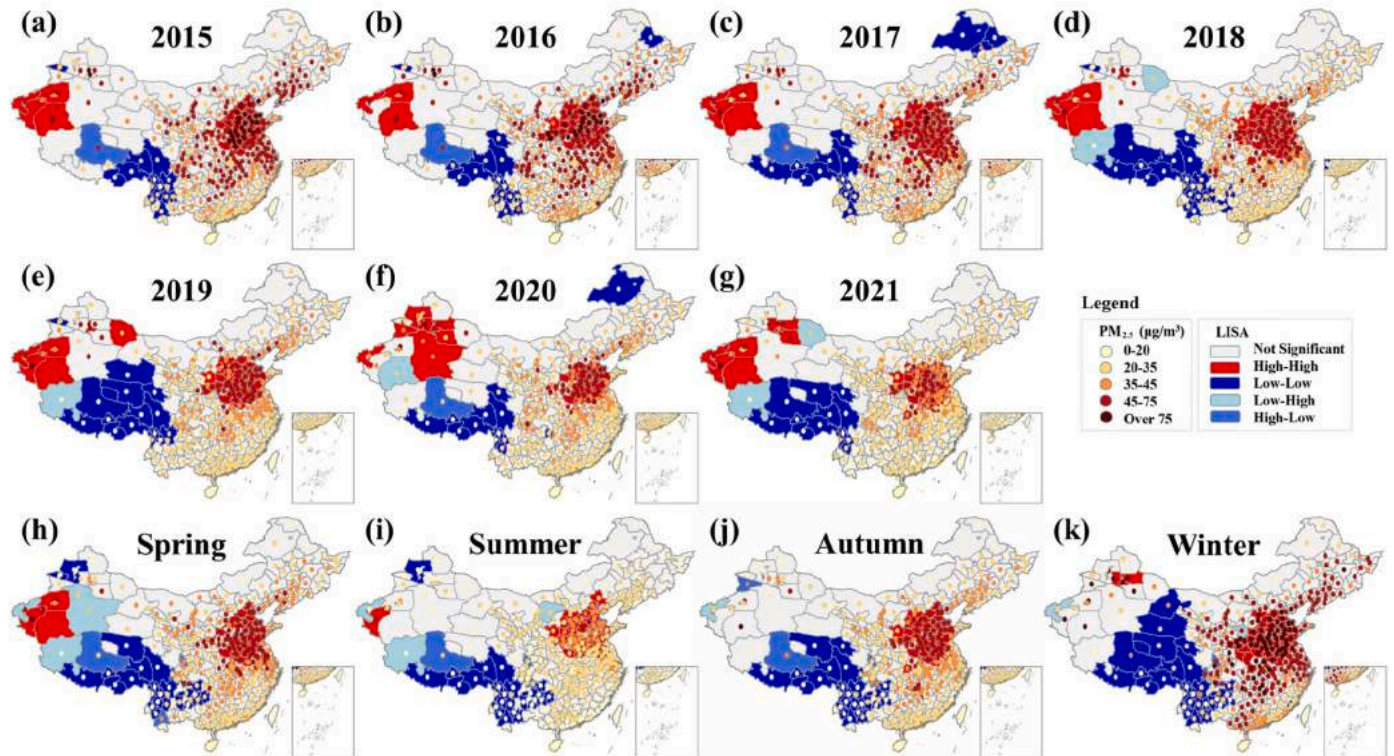 (a) 2015
(b) 2016
(c) 2017
(d) 2018
(e) 2019
(f) 2020
(g) 2021
Legend
PM2.5 (μg/m³)
0-20
20-35
35-45
45-75
Over 75
LISA
Not Significant
High-High
Low-Low
Low-High
High-Low
(h) Spring
(i) Summer
(j) Autumn
(k) Winter